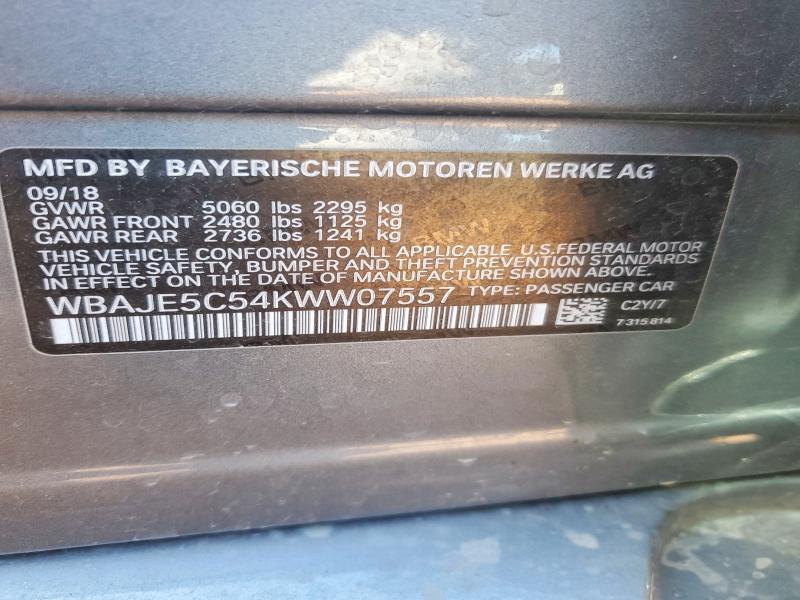 MFD BY BAYERISCHE MOTOREN WERKE AG
09/18
GVWR 5060 lbs 2295 kg
GAWR FRONT 2480 lbs 1125 kg
GAWR REAR 2736 lbs 1241 kg
THIS VEHICLE CONFORMS TO ALL APPLICABLE U.S.FEDERAL MOTOR
VEHICLE SAFETY, BUMPER AND THEFT PREVENTION STANDARDS
IN EFFECT ON THE DATE OF MANUFACTURE SHOWN ABOVE.
WBAJE5C54KWW07557 TYPE: PASSENGER CAR
C2Y/7
7 315 814